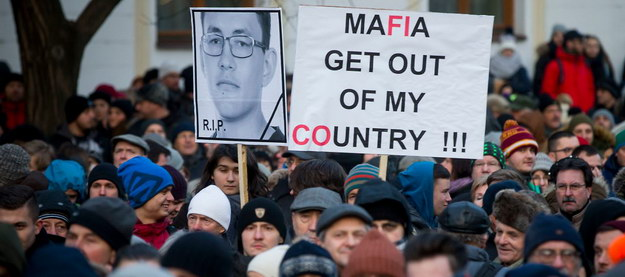 R.I.P.
MAFIA
GET OUT
OF MY
COUNTRY !!!